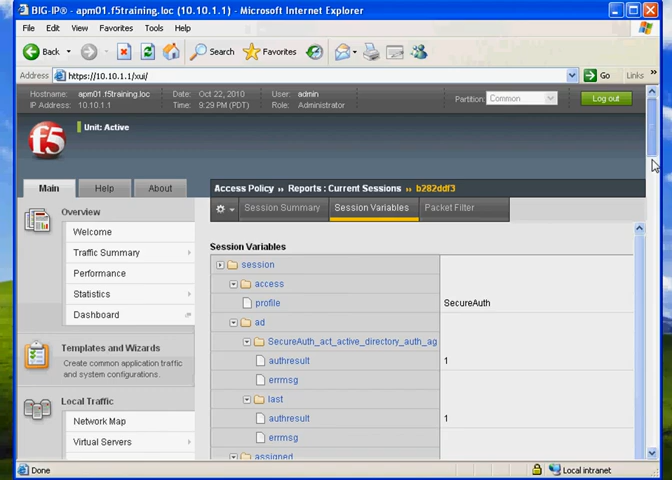 BIG-IP® - apm01.f5training.loc (10.10.1.1) - Microsoft Internet Explorer
File Edit View Favorites Tools Help
Back Search Favorites
Address https://10.10.1.1/xui/ Go Links »
Hostname: apm01.f5training.loc Date: Oct 22, 2010 User: admin
IP Address: 10.10.1.1 Time: 9:29 PM (PDT) Role: Administrator
Partition: Common Log out
f5
Unit: Active
Main Help About
Access Policy » Reports : Current Sessions » b282ddf3
Session Summary Session Variables Packet Filter
Overview
Welcome
Traffic Summary
Performance
Statistics
Dashboard
Templates and Wizards
Create common application traffic
and system configurations.
Local Traffic
Network Map
Virtual Servers
Session Variables
session
access
profile SecureAuth
ad
SecureAuth_act_active_directory_auth_ag
authresult 1
errmsg
last
authresult 1
errmsg
assigned
Done Local intranet